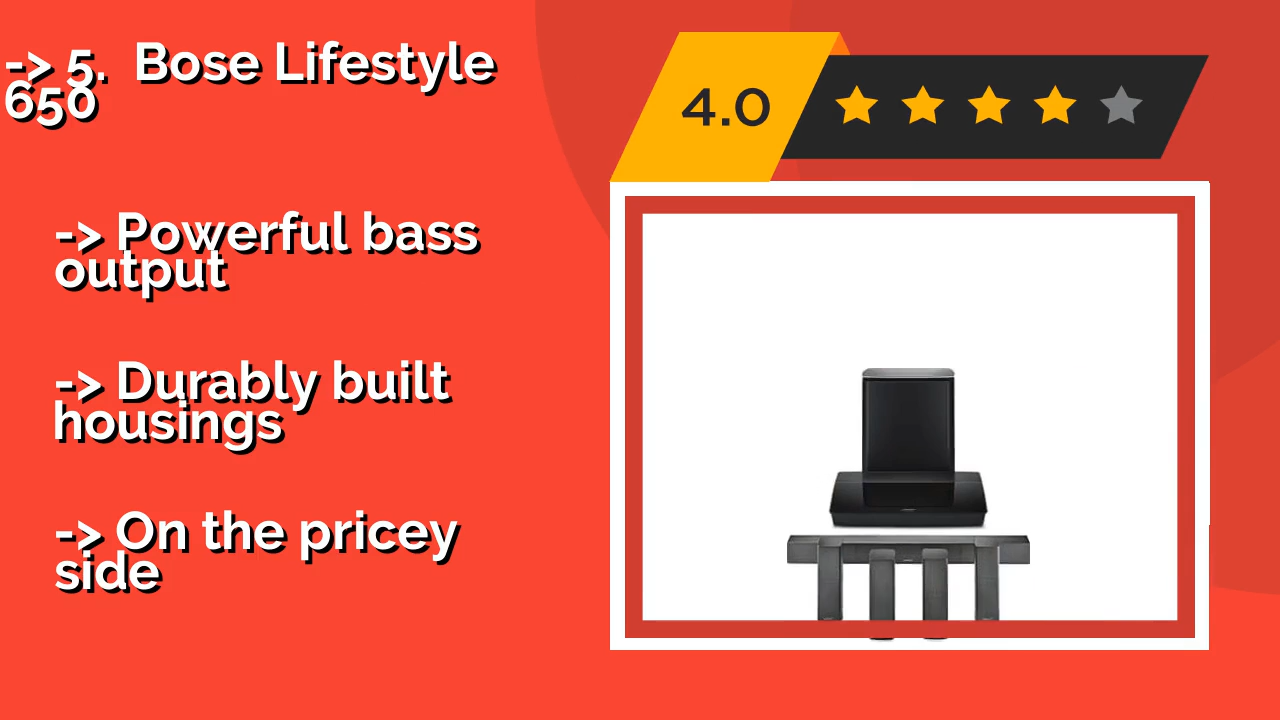 -> 5.  Bose Lifestyle
650
4.0
-> Powerful bass
output
-> Durably built
housings
-> On the pricey
side